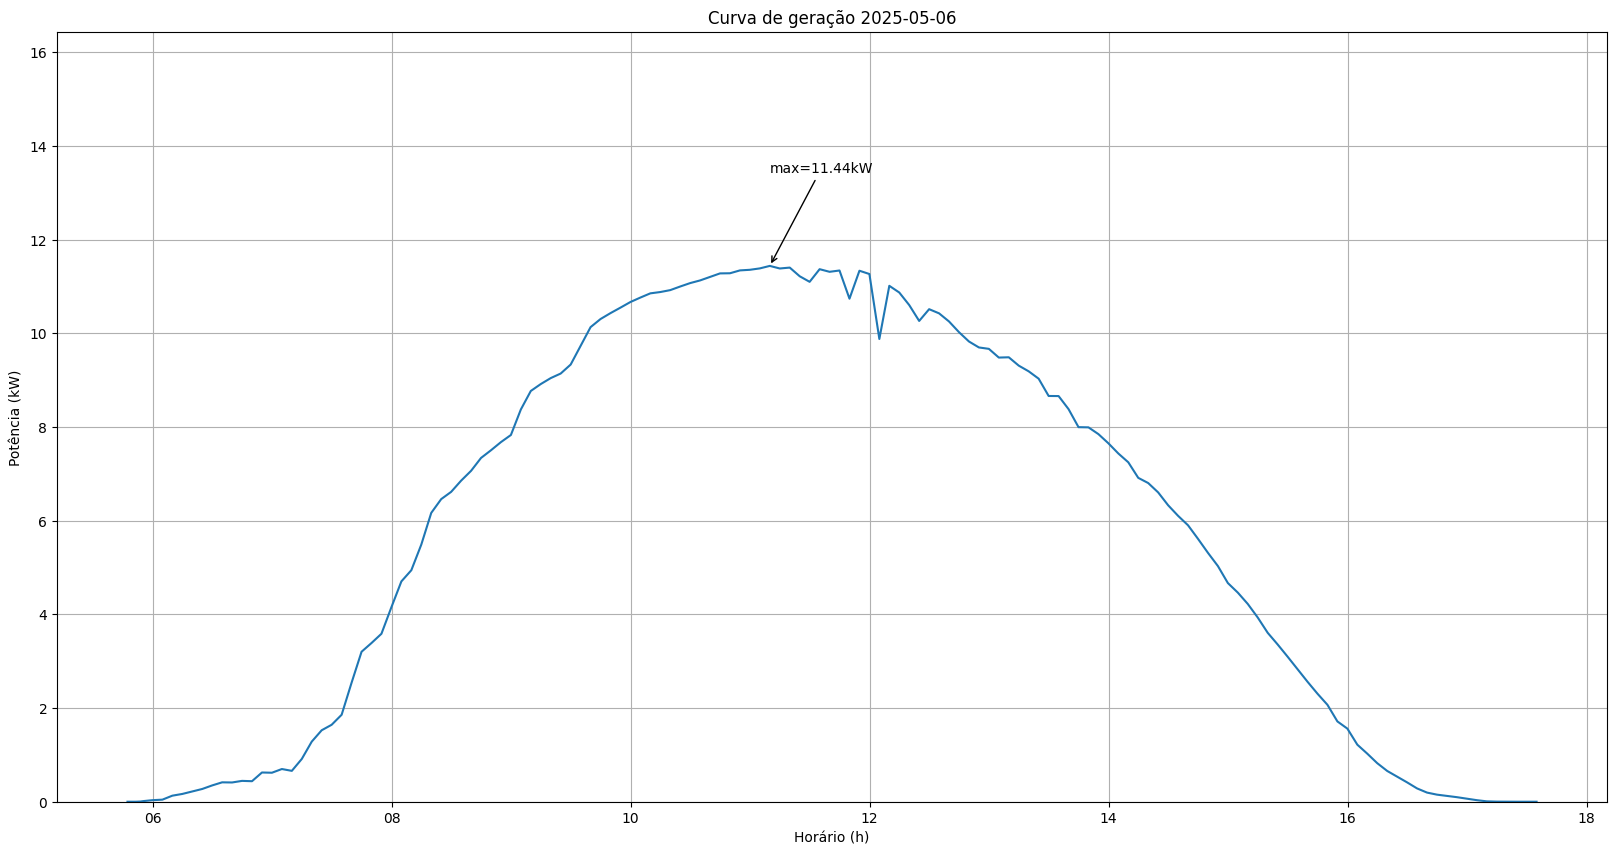 Curva de geração 2025-05-06
16
14
max=11.44kW
12
10
8
6
4
2
0
Potência (kW)
06 08 10 12 14 16 18
Horário (h)